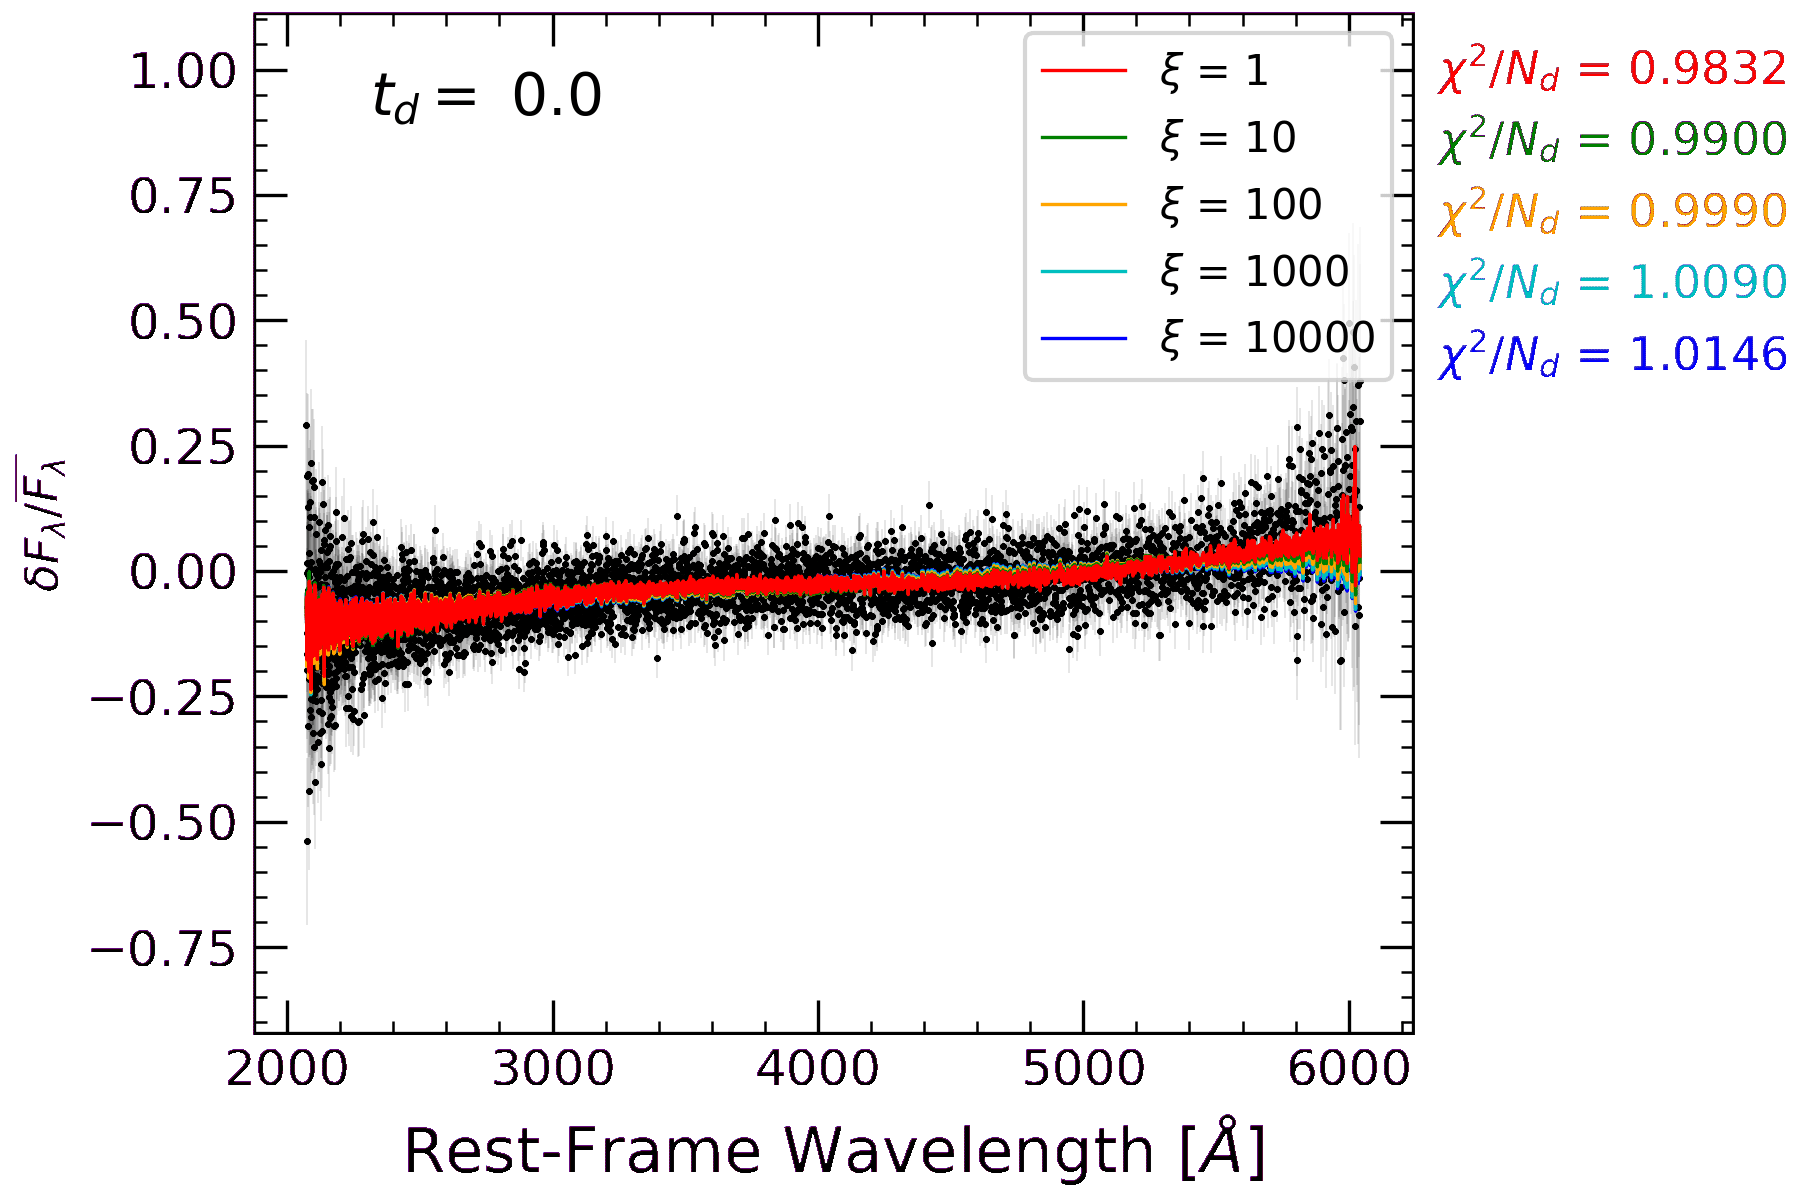 t_d = 0.0
ξ = 1
ξ = 10
ξ = 100
ξ = 1000
ξ = 10000
χ²/N_d = 0.9832
χ²/N_d = 0.9900
χ²/N_d = 0.9990
χ²/N_d = 1.0090
χ²/N_d = 1.0146
1.00
0.75
0.50
0.25
0.00
−0.25
−0.50
−0.75
δF_λ/F̅_λ
2000 3000 4000 5000 6000
Rest-Frame Wavelength [Å]